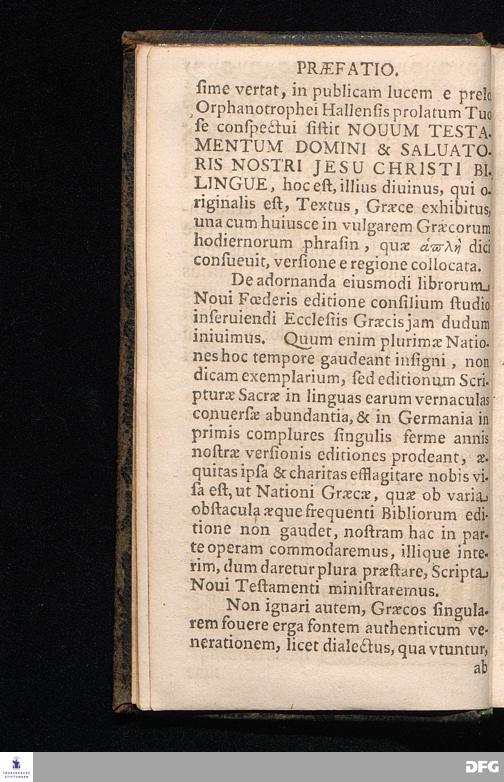 PRÆFATIO.
ſime vertat, in publicam lucem e prelo
Orphanotrophei Hallenſis prolatum Tuo
ſe conſpectui ſiſtit NOUUM TESTA-
MENTUM DOMINI & SALUATO-
RIS NOSTRI JESU CHRISTI BI-
LINGUE, hoc eſt, illius diuinus, qui o-
riginalis eſt, Textus, Græce exhibitus,
una cum huiusce in vulgarem Græcorum
hodiernorum phraſin, quæ ἁϖλῆ dici
conſueuit, verſione e regione collocata.
De adornanda eiusmodi librorum
Noui Fœderis editione conſilium ſtudio
inſeruiendi Eccleſiis Græcis jam dudum
iniuimus. Quum enim plurimæ Natio-
nes hoc tempore gaudeant inſigni, non
dicam exemplarium, ſed editionum Scri-
pturæ Sacræ in linguas earum vernaculas
conuerſæ abundantia, & in Germania in
primis complures ſingulis ferme annis
noſtræ verſionis editiones prodeant, æ-
quitas ipſa & charitas efflagitare nobis vi-
ſa eſt, ut Nationi Græcæ, quæ ob varia
obſtacula æque frequenti Bibliorum edi-
tione non gaudet, noſtram hac in par-
te operam commodaremus, illique inte-
rim, dum daretur plura præſtare, Scripta
Noui Teſtamenti miniſtraremus.
Non ignari autem, Græcos ſingula-
rem fouere erga fontem authenticum ve-
nerationem, licet dialectus, qua vtuntur,
ab
FRANCKESCHE
STIFTUNGEN
DFG